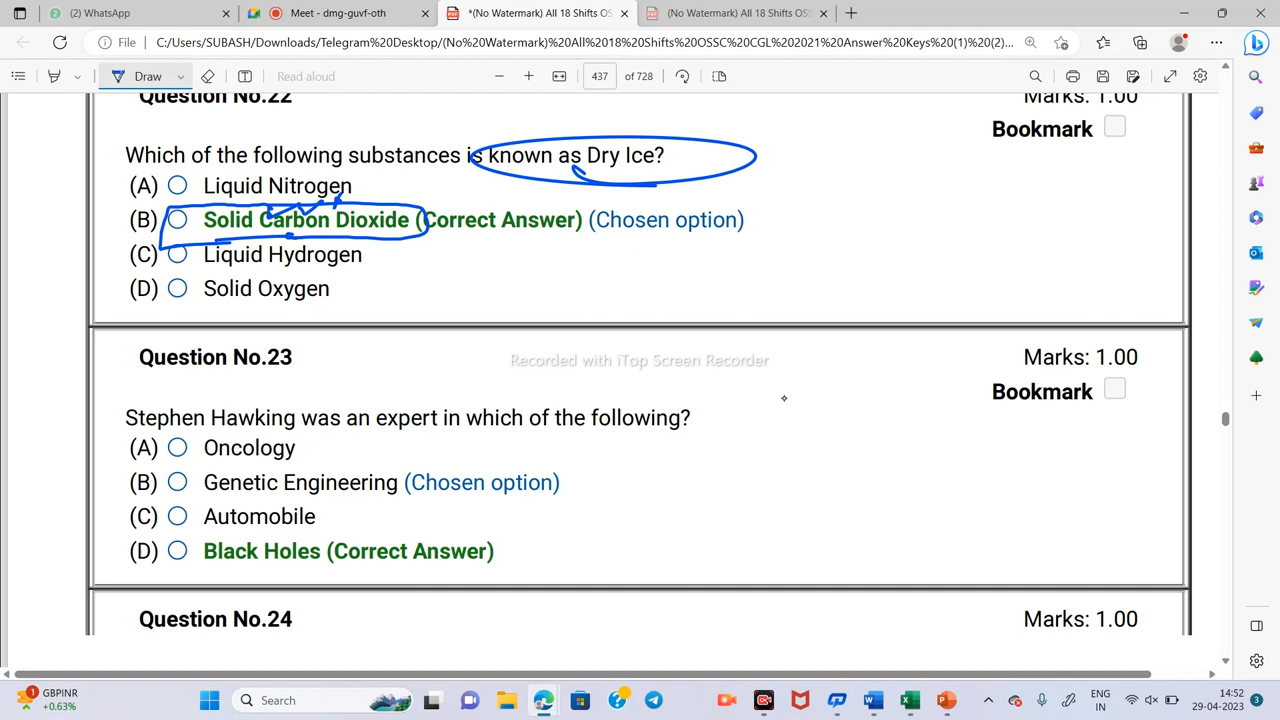 WhatsApp
Meet - dmg-guvf-oth
*(No Watermark) All 18 Shifts OS
(No Watermark) All 18 Shifts OSS
File
C:/Users/SUBASH/Downloads/Telegram%20Desktop/(No%20Watermark)%20All%2018%20Shifts%20OSSC%20CGL%202021%20Answer%20Keys%20(1)%20(2)...
Draw
Read aloud
437 of 728
Question No.22
Marks: 1.00
Bookmark
Which of the following substances is known as Dry Ice?
(A) Liquid Nitrogen
(B) Solid Carbon Dioxide (Correct Answer) (Chosen option)
(C) Liquid Hydrogen
(D) Solid Oxygen
Question No.23
Recorded with iTop Screen Recorder
Marks: 1.00
Bookmark
Stephen Hawking was an expert in which of the following?
(A) Oncology
(B) Genetic Engineering (Chosen option)
(C) Automobile
(D) Black Holes (Correct Answer)
Question No.24
Marks: 1.00
1
GBPINR
+0.63%
Search
ENG
IN
14:52
29-04-2023
3